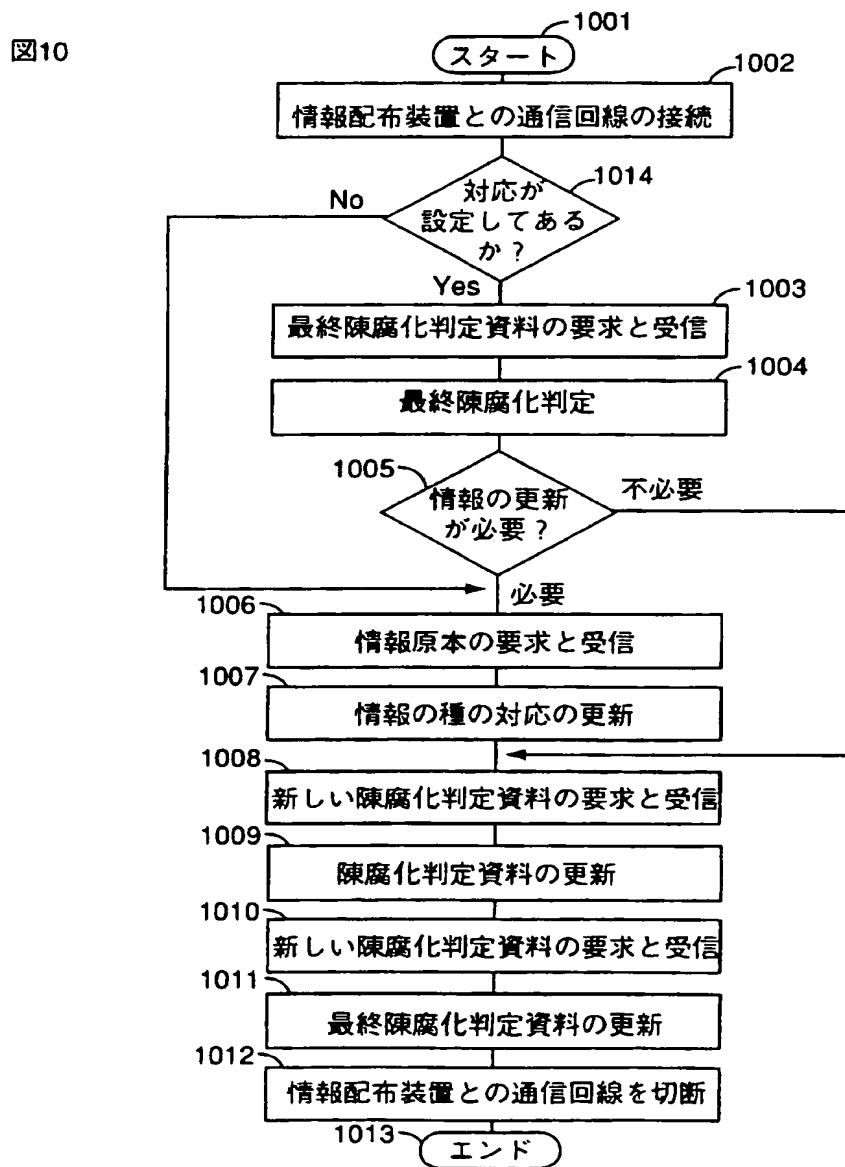 図10
1001
スタート
1002
情報配布装置との通信回線の接続
1014
対応が
設定してある
か？
No
Yes
1003
最終陳腐化判定資料の要求と受信
1004
最終陳腐化判定
1005
情報の更新
が必要？
不必要
必要
1006
情報原本の要求と受信
1007
情報の種の対応の更新
1008
新しい陳腐化判定資料の要求と受信
1009
陳腐化判定資料の更新
1010
新しい陳腐化判定資料の要求と受信
1011
最終陳腐化判定資料の更新
1012
情報配布装置との通信回線を切断
1013
エンド